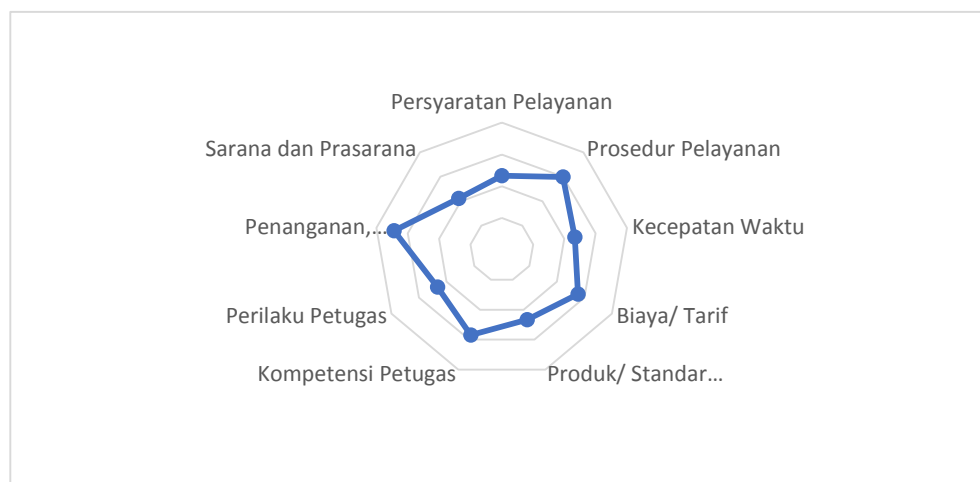 Persyaratan Pelayanan
Prosedur Pelayanan
Kecepatan Waktu
Biaya/ Tarif
Produk/ Standar...
Kompetensi Petugas
Perilaku Petugas
Penanganan,...
Sarana dan Prasarana